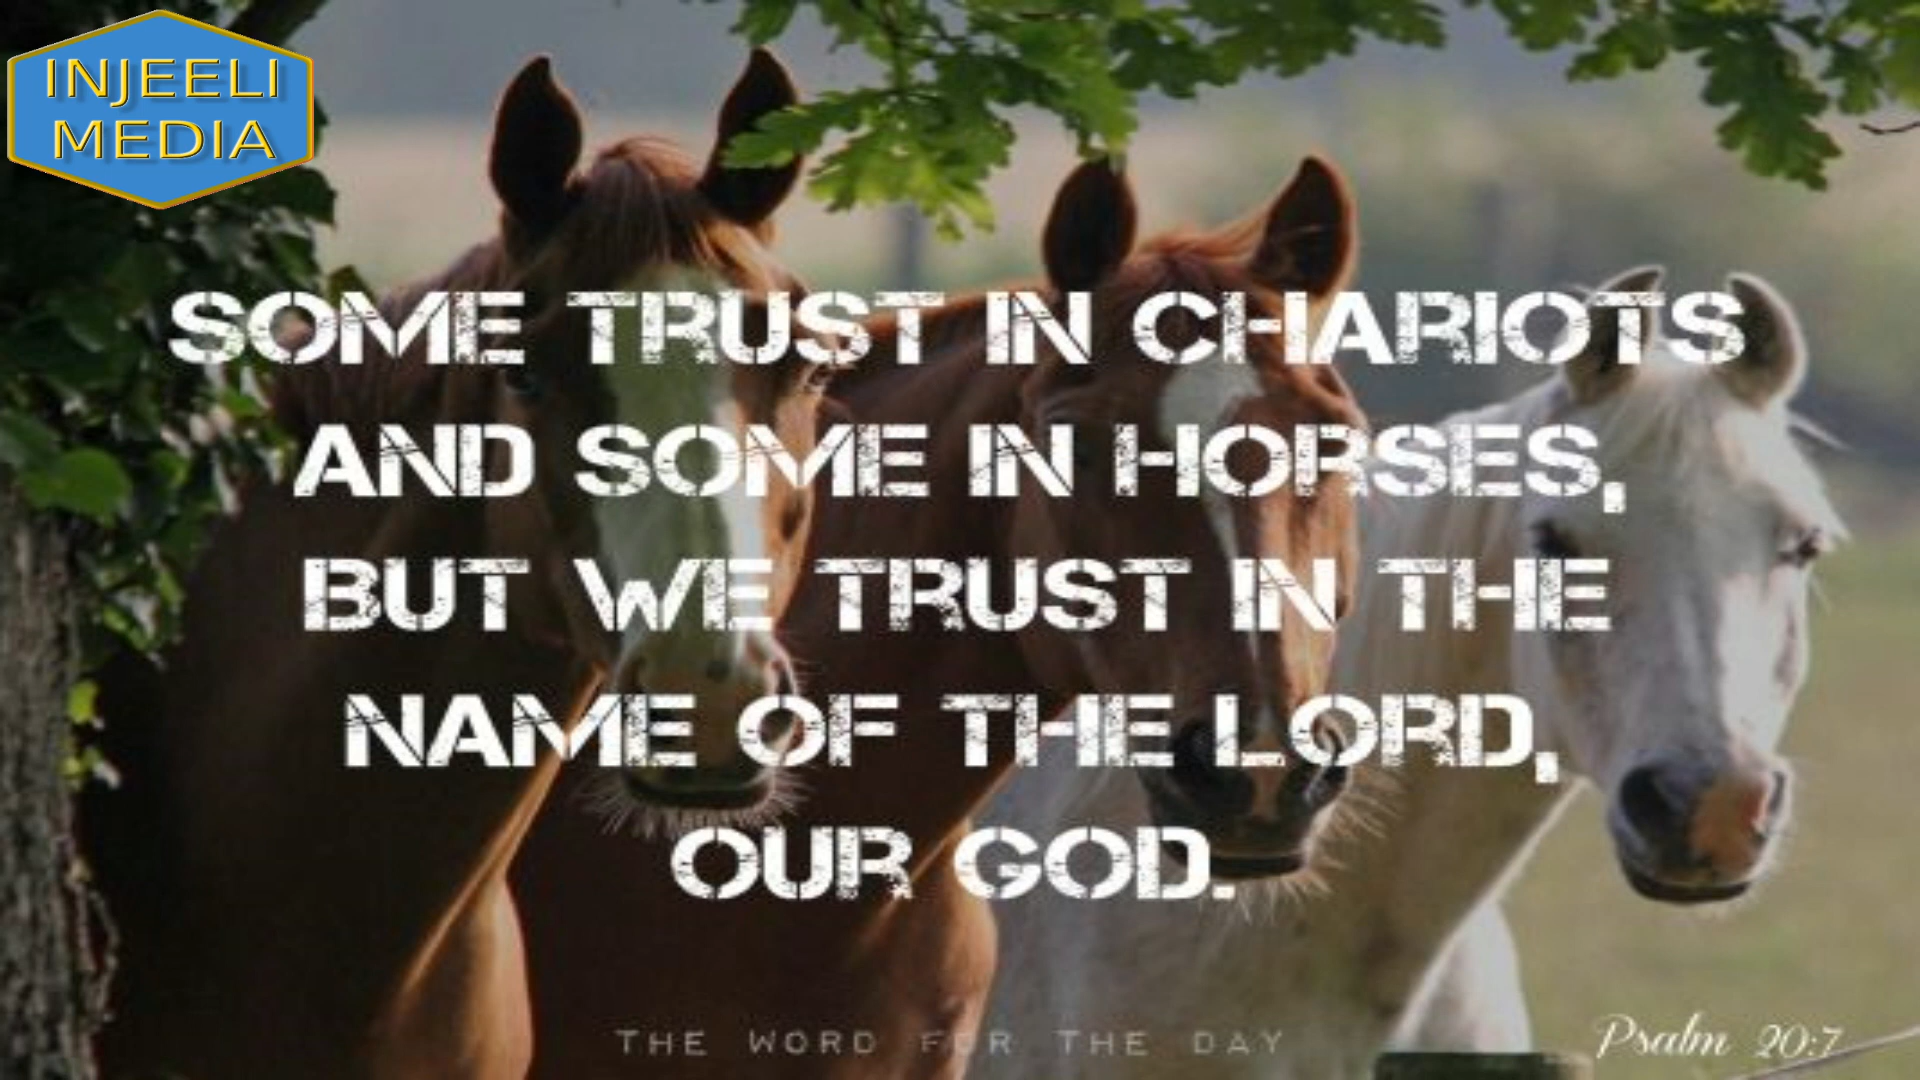 INJEELI
MEDIA
SOME TRUST IN CHARIOTS
AND SOME IN HORSES,
BUT WE TRUST IN THE
NAME OF THE LORD,
OUR GOD.
THE WORD FOR THE DAY
Psalm 20:7